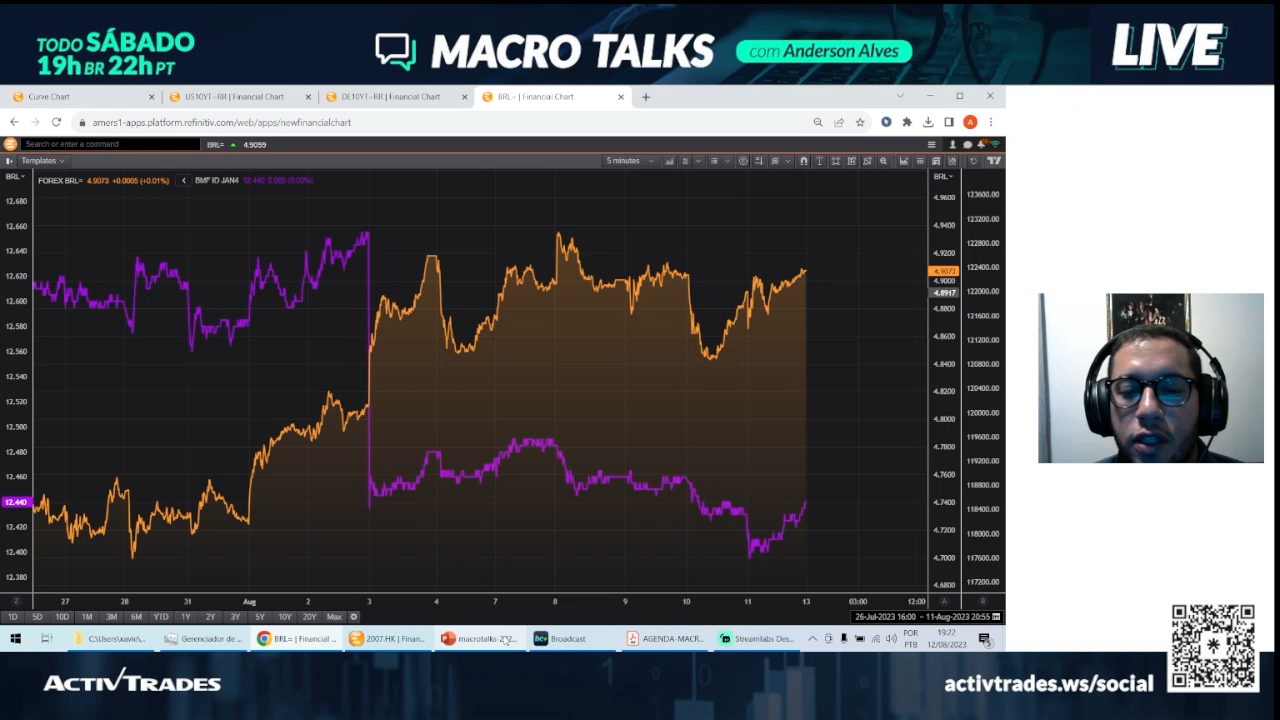 TODO SÁBADO
19h BR 22h PT
MACRO TALKS
com Anderson Alves
LIVE
Curve Chart
US10YT=RR | Financial Chart
DE10YT=RR | Financial Chart
BRL= | Financial Chart
amers1-apps.platform.refinitiv.com/web/apps/newfinancialchart
Search or enter a command
BRL= 4.9059
Templates
5 minutes
BRL
FOREX BRL= 4.9073 +0.0005 (+0.01%)
BMF ID JAN4 12.440 0.000 (0.00%)
BRL
12.680
12.660
12.640
12.620
12.600
12.580
12.560
12.540
12.520
12.500
12.480
12.460
12.440
12.420
12.400
12.380
4.9600
4.9400
4.9200
4.9073
4.9000
4.8917
4.8800
4.8600
4.8400
4.8200
4.8000
4.7800
4.7600
4.7400
4.7200
4.7000
4.6800
123600.00
123200.00
122800.00
122400.00
122000.00
121600.00
121200.00
120800.00
120400.00
120000.00
119600.00
119200.00
118800.00
118400.00
118000.00
117600.00
117200.00
27 28 31 Aug 2 3 4 7 8 9 10 11 13 03:00 12:00
1D 5D 10D 1M 3M 6M YTD 1Y 2Y 3Y 5Y 10Y 20Y Max
26-Jul-2023 16:00 - 11-Aug-2023 20:55
C:\Users\xavie\...
Gerenciador de ...
BRL= | Financial ...
2007.HK | Finan...
macrotalks-2...
Broadcast
AGENDA-MACR...
Streamlabs Des...
POR
PTB
19:22
12/08/2023
ACTIVTRADES
activtrades.ws/social